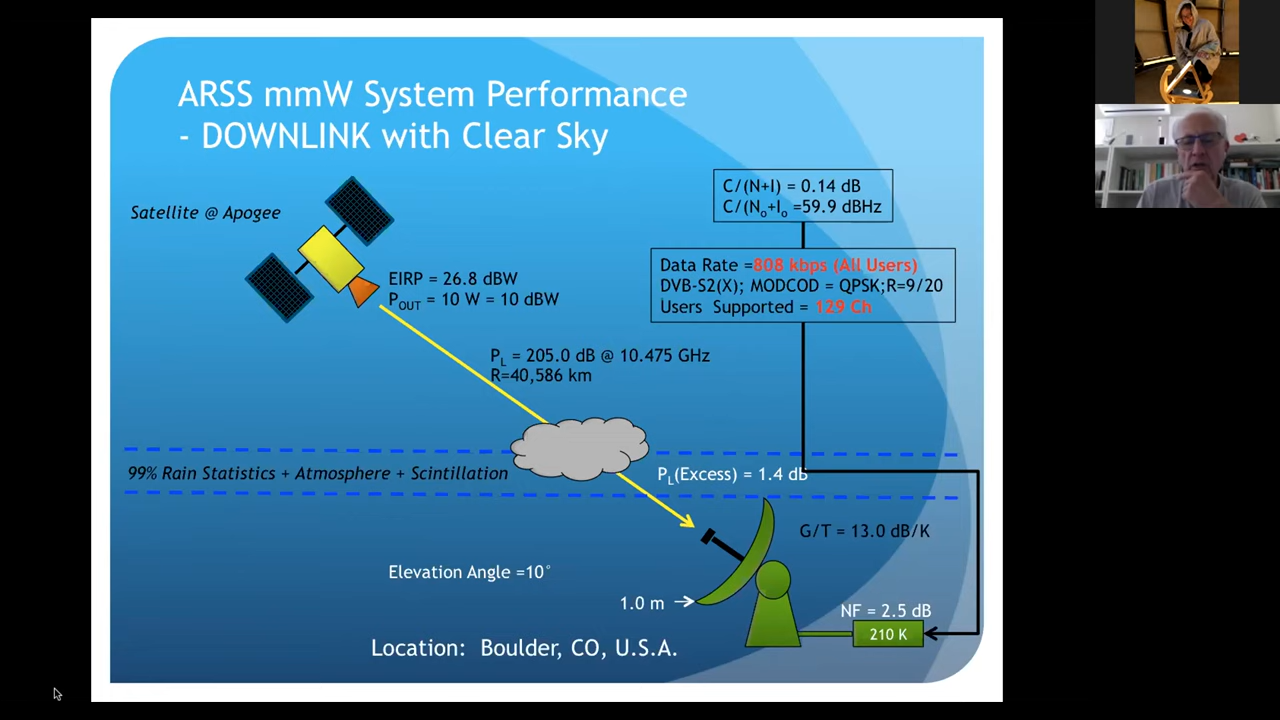 ARSS mmW System Performance
- DOWNLINK with Clear Sky
Satellite @ Apogee
EIRP = 26.8 dBW
POUT = 10 W = 10 dBW
C/(N+I) = 0.14 dB
C/(No+Io =59.9 dBHz
Data Rate =808 kbps (All Users)
DVB-S2(X); MODCOD = QPSK;R=9/20
Users Supported = 129 Ch
PL = 205.0 dB @ 10.475 GHz
R=40,586 km
99% Rain Statistics + Atmosphere + Scintillation
PL(Excess) = 1.4 dB
G/T = 13.0 dB/K
Elevation Angle =10°
1.0 m
NF = 2.5 dB
210 K
Location: Boulder, CO, U.S.A.